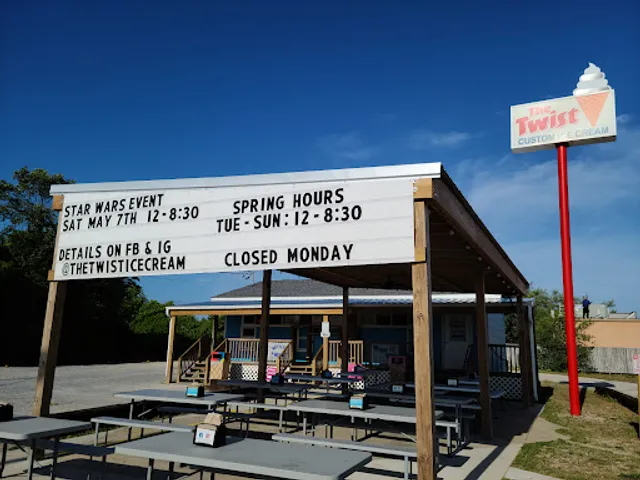 STAR WARS EVENT
SAT MAY 7TH 12-8:30
DETAILS ON FB & IG
@THETWISTICECREAM
SPRING HOURS
TUE-SUN: 12-8:30
CLOSED MONDAY
The
Twist
CUSTOM ICE CREAM